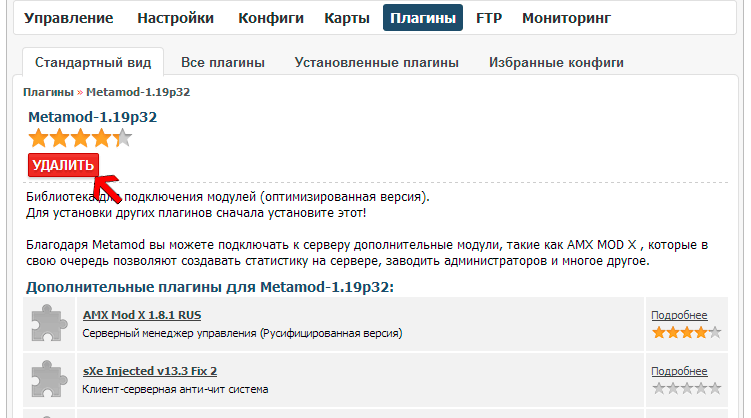 Управление Настройки Конфиги Карты Плагины FTP Мониторинг
Стандартный вид Все плагины Установленные плагины Избранные конфиги
Плагины » Metamod-1.19p32
Metamod-1.19p32
УДАЛИТЬ
Библиотека для подключения модулей (оптимизированная версия).
Для установки других плагинов сначала установите этот!
Благодаря Metamod вы можете подключать к серверу дополнительные модули, такие как AMX MOD X , которые в
свою очередь позволяют создавать статистику на сервере, заводить администраторов и многое другое.
Дополнительные плагины для Metamod-1.19p32:
AMX Mod X 1.8.1 RUS Подробнее
Серверный менеджер управления (Русифицированная версия)
sXe Injected v13.3 Fix 2 Подробнее
Клиент-серверная анти-чит система